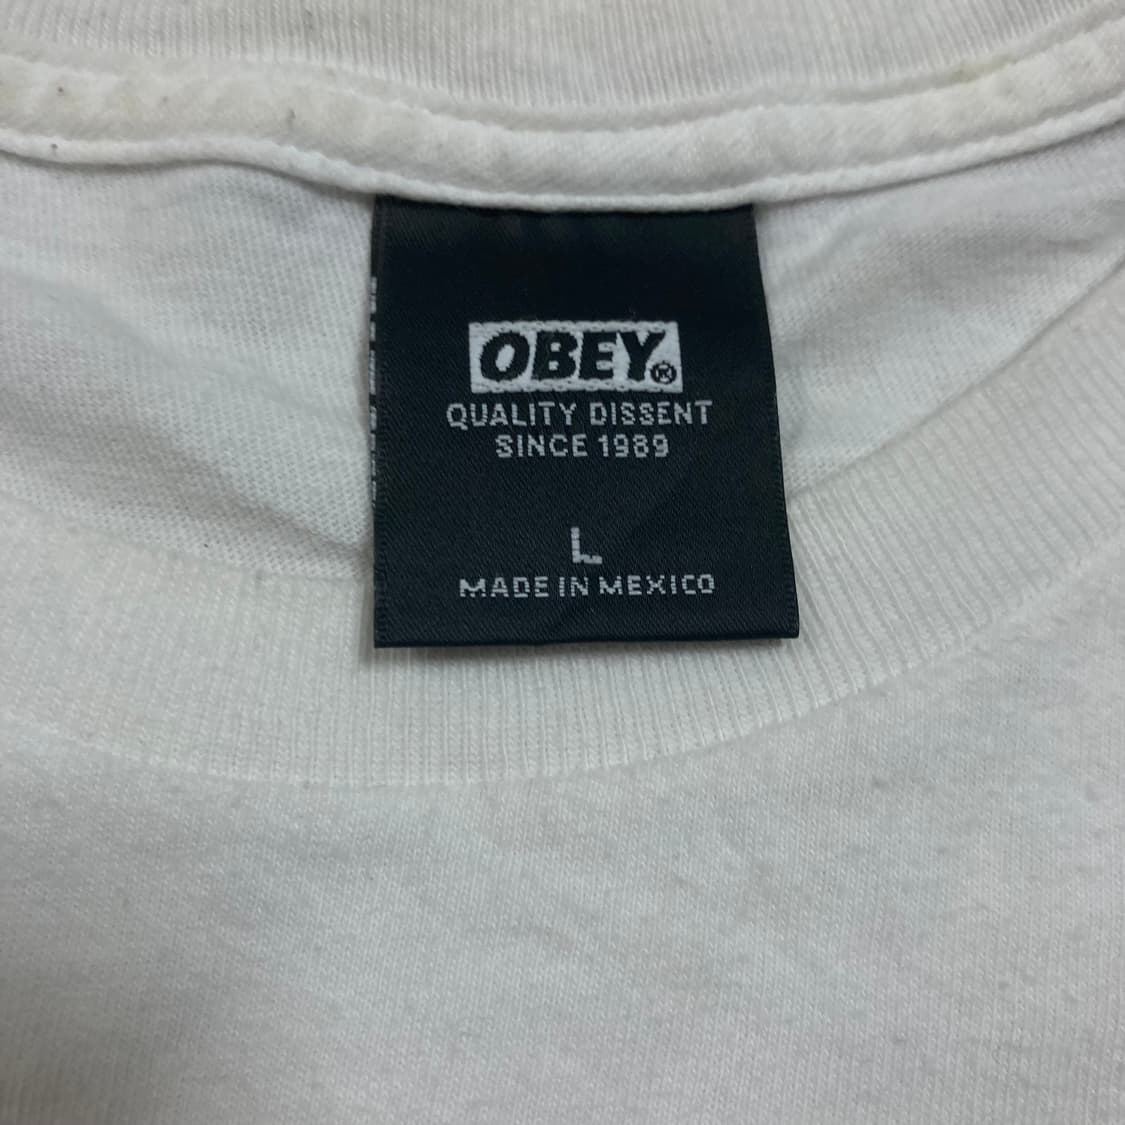 OBEY®
QUALITY DISSENT
SINCE 1989
L
MADE IN MEXICO